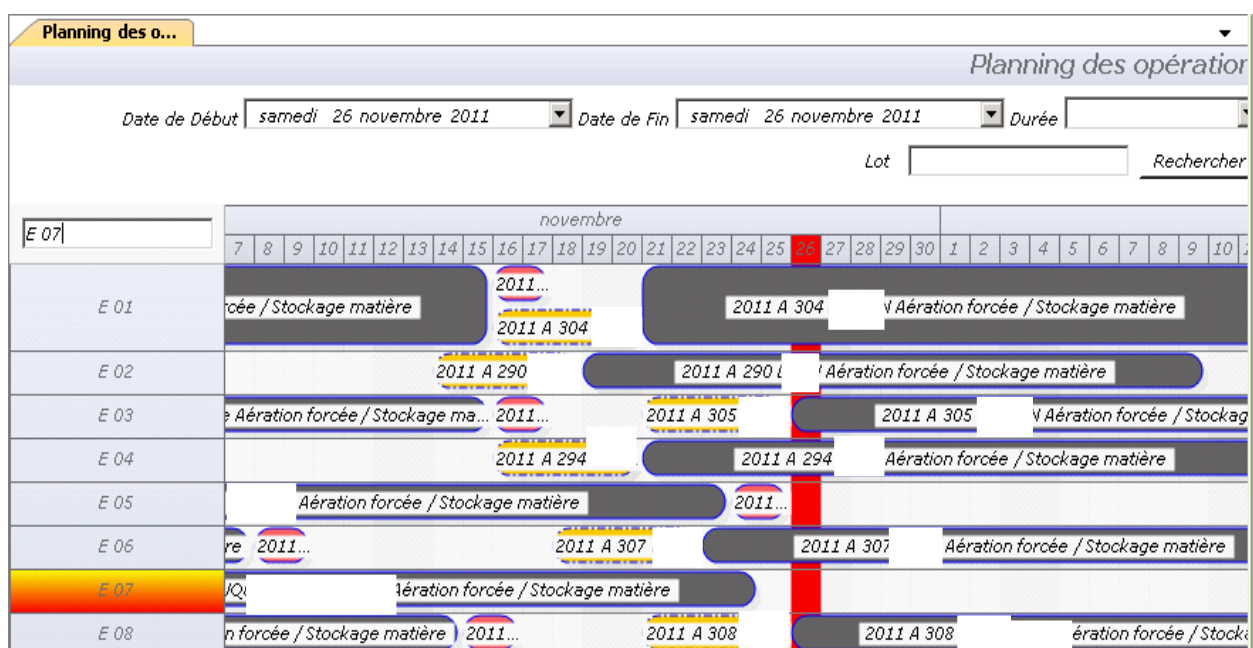 Planning des o...
Planning des opération
Date de Début samedi 26 novembre 2011 Date de Fin samedi 26 novembre 2011 Durée
Lot Rechercher
E 07
novembre
7 8 9 10 11 12 13 14 15 16 17 18 19 20 21 22 23 24 25 26 27 28 29 30 1 2 3 4 5 6 7 8 9 10
2011...
E 01 rcée / Stockage matière 2011 A 304 Aération forcée / Stockage matière
2011 A 304
E 02 2011 A 290 2011 A 290 Aération forcée / Stockage matière
E 03 e Aération forcée / Stockage ma... 2011... 2011 A 305 2011 A 305 N Aération forcée / Stockag
E 04 2011 A 294 2011 A 294 Aération forcée / Stockage matière
E 05 Aération forcée / Stockage matière 2011...
E 06 re 2011... 2011 A 307 2011 A 307 Aération forcée / Stockage matière
E 07 Aération forcée / Stockage matière
E 08 n forcée / Stockage matière 2011... 2011 A 308 2011 A 308 ération forcée / Stock